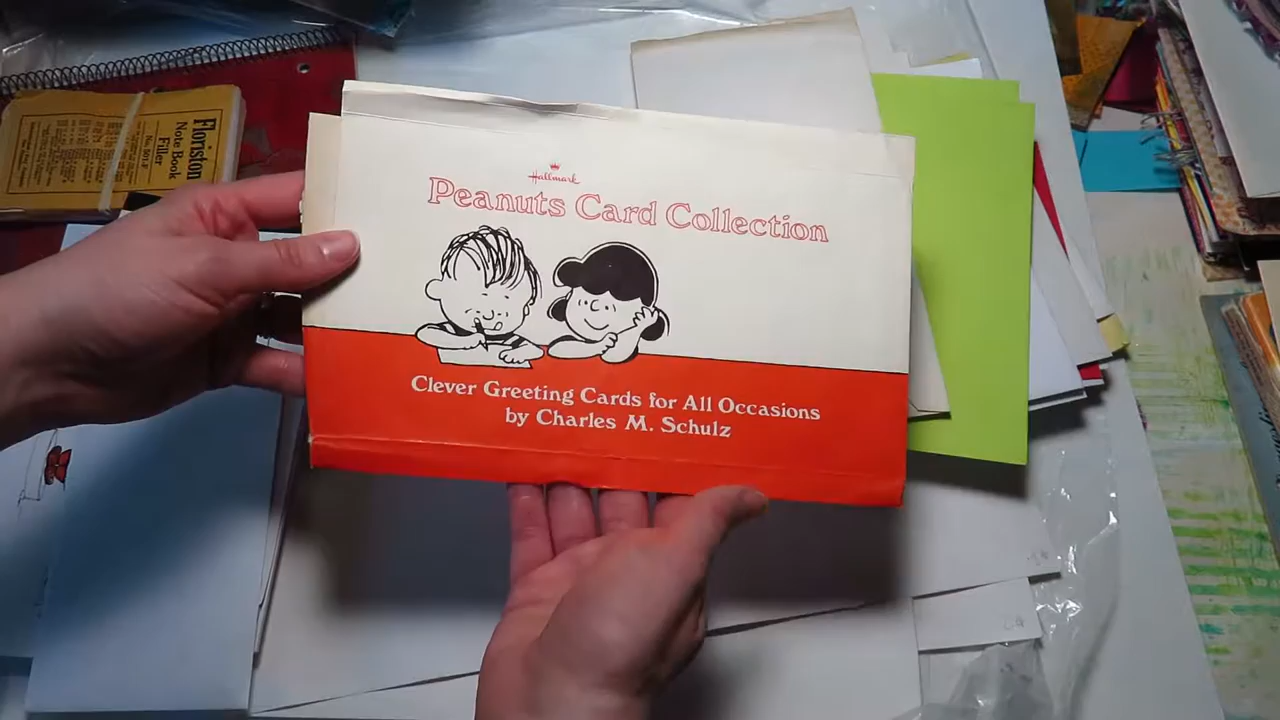 Hallmark
Peanuts Card Collection
Clever Greeting Cards for All Occasions
by Charles M. Schulz
Floriston
Note Book
Filler